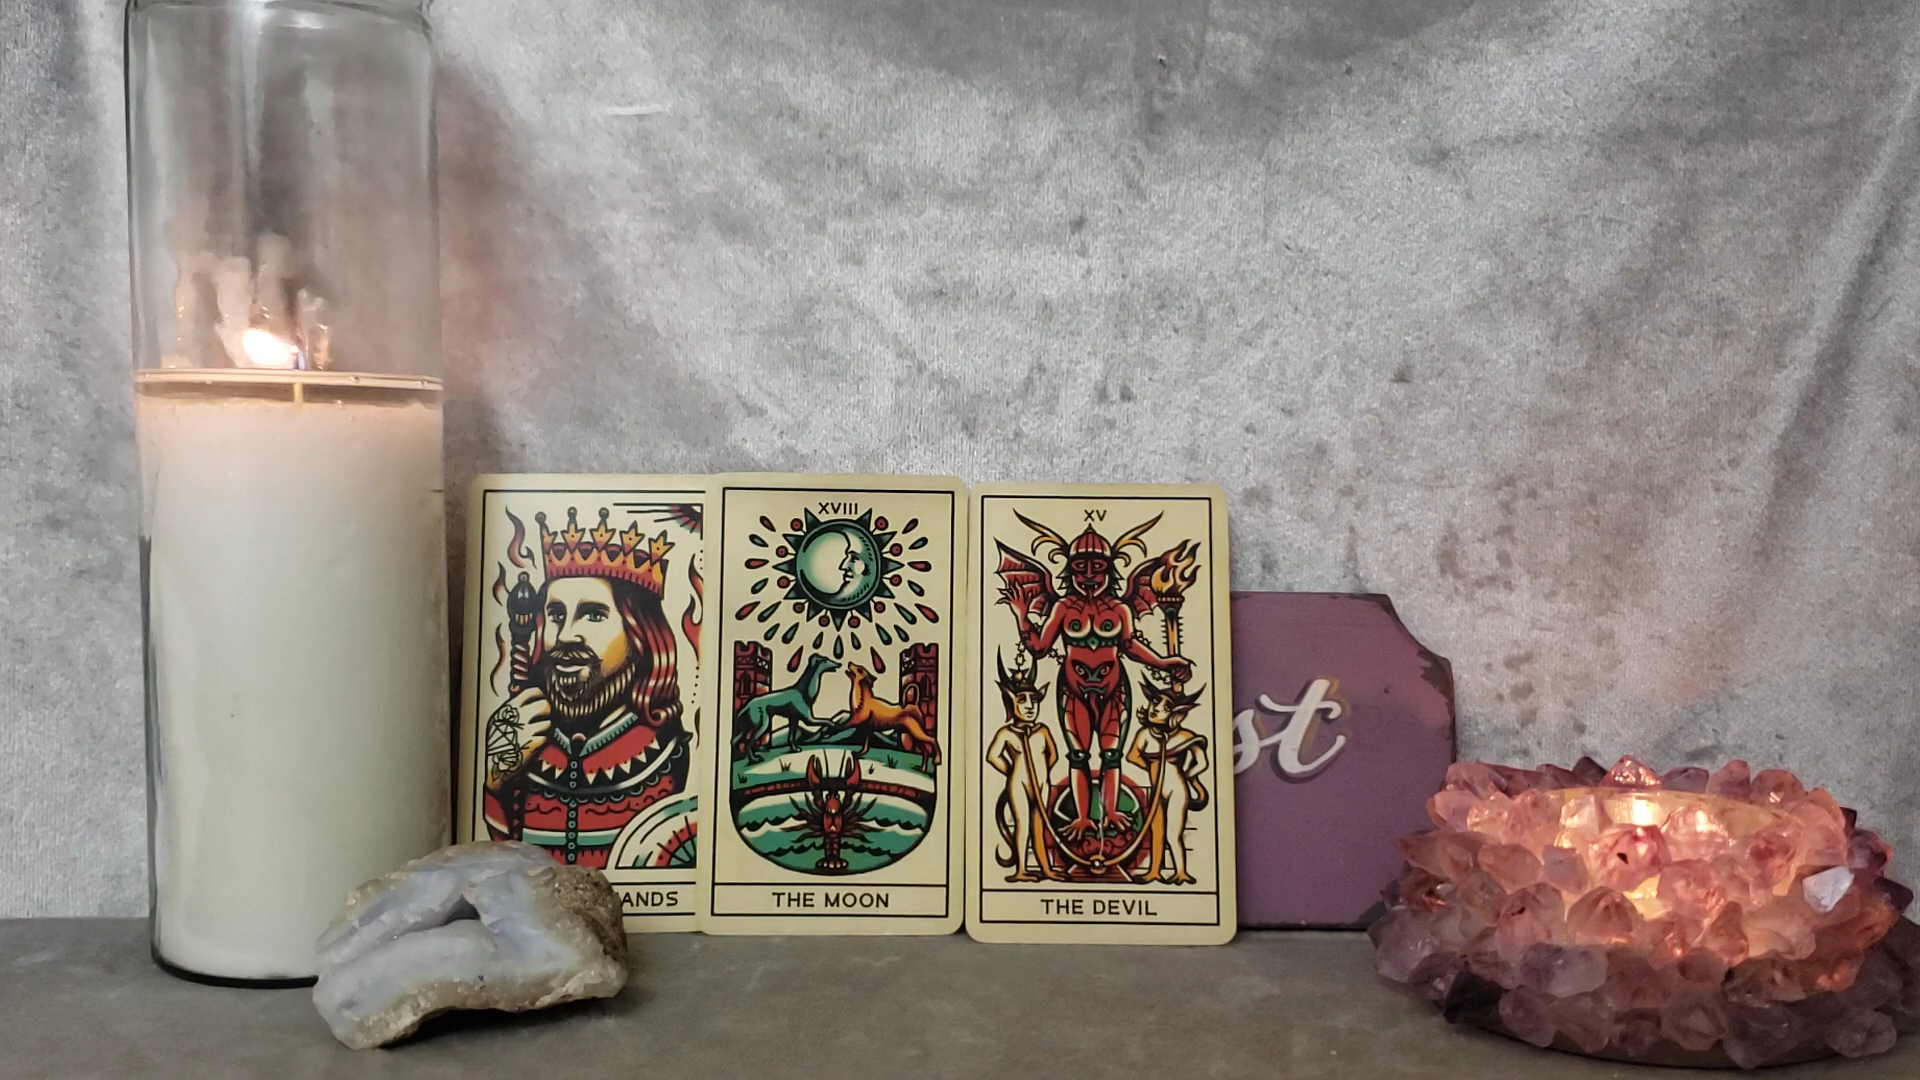 ANDS
XVIII
THE MOON
XV
THE DEVIL
st